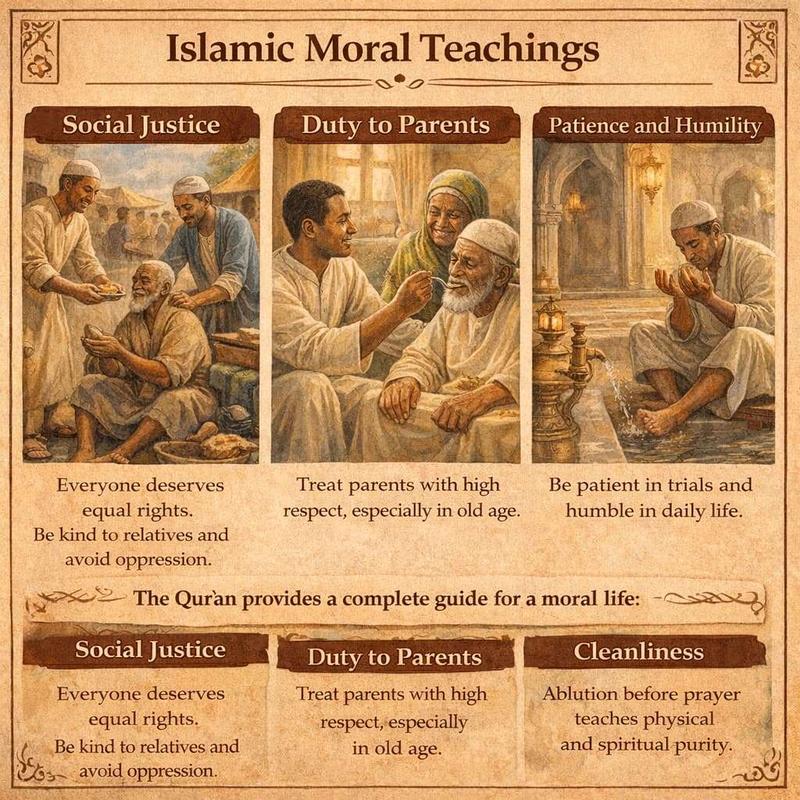 Islamic Moral Teachings
Social Justice
Duty to Parents
Patience and Humility
Everyone deserves
equal rights.
Be kind to relatives and
avoid oppression.
Treat parents with high
respect, especially in old age.
Be patient in trials and
humble in daily life.
The Qur'an provides a complete guide for a moral life:
Social Justice
Everyone deserves
equal rights.
Be kind to relatives and
avoid oppression.
Duty to Parents
Treat parents with high
respect, especially
in old age.
Cleanliness
Ablution before prayer
teaches physical
and spiritual purity.